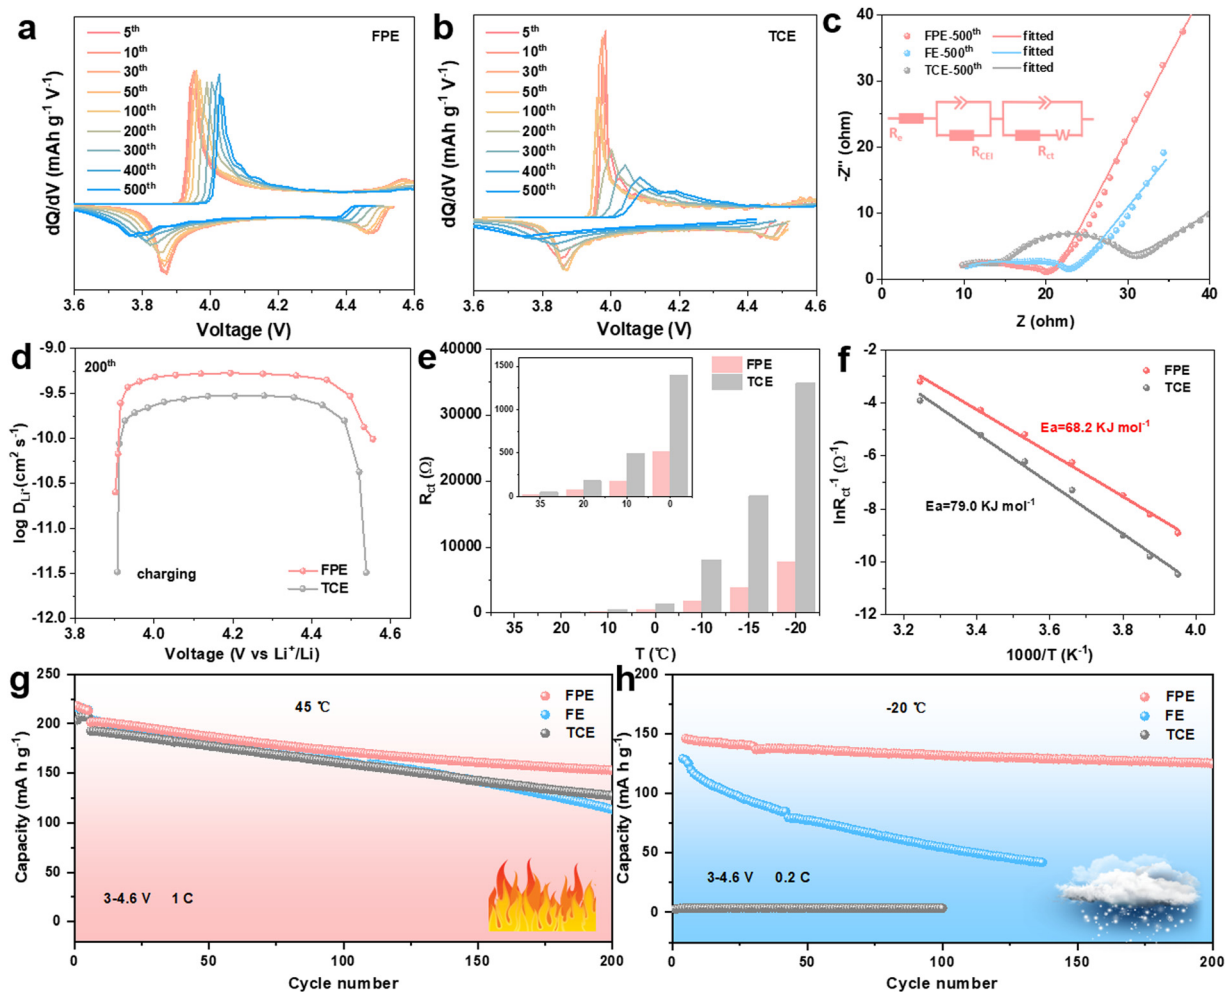 a
FPE
5th
10th
30th
50th
100th
200th
300th
400th
500th
dQ/dV (mAh g-1 V-1)
3.6 3.8 4.0 4.2 4.4 4.6
Voltage (V)
b
TCE
5th
10th
30th
50th
100th
200th
300th
400th
500th
dQ/dV (mAh g-1 V-1)
3.6 3.8 4.0 4.2 4.4 4.6
Voltage (V)
c
FPE-500th fitted
FE-500th fitted
TCE-500th fitted
Re
RCEI
Rct
W
-Z'' (ohm)
40
30
20
10
0
0 10 20 30 40
Z (ohm)
d
200th
charging
FPE
TCE
log DLi+(cm2 s-1)
-9.0
-9.5
-10.0
-10.5
-11.0
-11.5
-12.0
3.8 4.0 4.2 4.4 4.6
Voltage (V vs Li+/Li)
e
FPE
TCE
Rct (Ω)
40000
30000
20000
10000
0
1500
1250
1000
750
500
250
0
35 20 10 0
35 20 10 0 -10 -15 -20
T (℃)
f
FPE
TCE
Ea=68.2 KJ mol-1
Ea=79.0 KJ mol-1
lnRct-1 (Ω-1)
-2
-4
-6
-8
-10
-12
3.2 3.4 3.6 3.8 4.0
1000/T (K-1)
g
45 ℃
FPE
FE
TCE
3-4.6 V 1 C
Capacity (mA h g-1)
250
200
150
100
50
0
0 50 100 150 200
Cycle number
h
-20 ℃
FPE
FE
TCE
3-4.6 V 0.2 C
Capacity (mA h g-1)
200
150
100
50
0
0 50 100 150 200
Cycle number